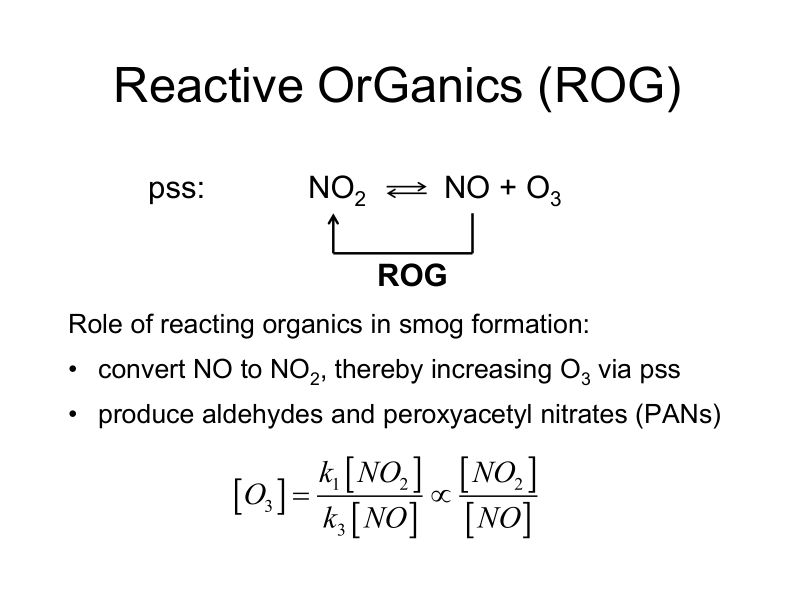 Reactive OrGanics (ROG)
pss: NO₂ ⇌ NO + O₃
ROG
Role of reacting organics in smog formation:
• convert NO to NO₂, thereby increasing O₃ via pss
• produce aldehydes and peroxyacetyl nitrates (PANs)
[O₃] = k₁[NO₂] / k₃[NO] ∝ [NO₂] / [NO]